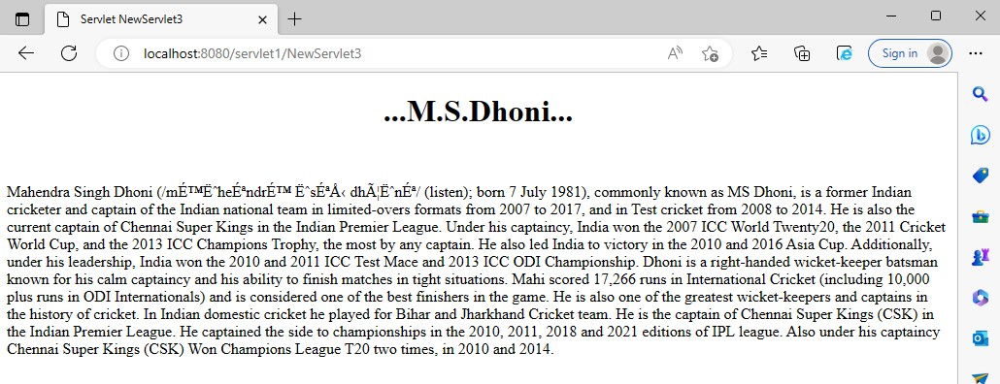 Servlet NewServlet3
localhost:8080/servlet1/NewServlet3
Sign in
...M.S.Dhoni...
Mahendra Singh Dhoni (/mÉ™ËˆheÉªndrÉ™ ËˆsÉªÅ‹ dhÃ¦ËˆnÉª/ (listen); born 7 July 1981), commonly known as MS Dhoni, is a former Indian
cricketer and captain of the Indian national team in limited-overs formats from 2007 to 2017, and in Test cricket from 2008 to 2014. He is also the
current captain of Chennai Super Kings in the Indian Premier League. Under his captaincy, India won the 2007 ICC World Twenty20, the 2011 Cricket
World Cup, and the 2013 ICC Champions Trophy, the most by any captain. He also led India to victory in the 2010 and 2016 Asia Cup. Additionally,
under his leadership, India won the 2010 and 2011 ICC Test Mace and 2013 ICC ODI Championship. Dhoni is a right-handed wicket-keeper batsman
known for his calm captaincy and his ability to finish matches in tight situations. Mahi scored 17,266 runs in International Cricket (including 10,000
plus runs in ODI Internationals) and is considered one of the best finishers in the game. He is also one of the greatest wicket-keepers and captains in
the history of cricket. In Indian domestic cricket he played for Bihar and Jharkhand Cricket team. He is the captain of Chennai Super Kings (CSK) in
the Indian Premier League. He captained the side to championships in the 2010, 2011, 2018 and 2021 editions of IPL league. Also under his captaincy
Chennai Super Kings (CSK) Won Champions League T20 two times, in 2010 and 2014.